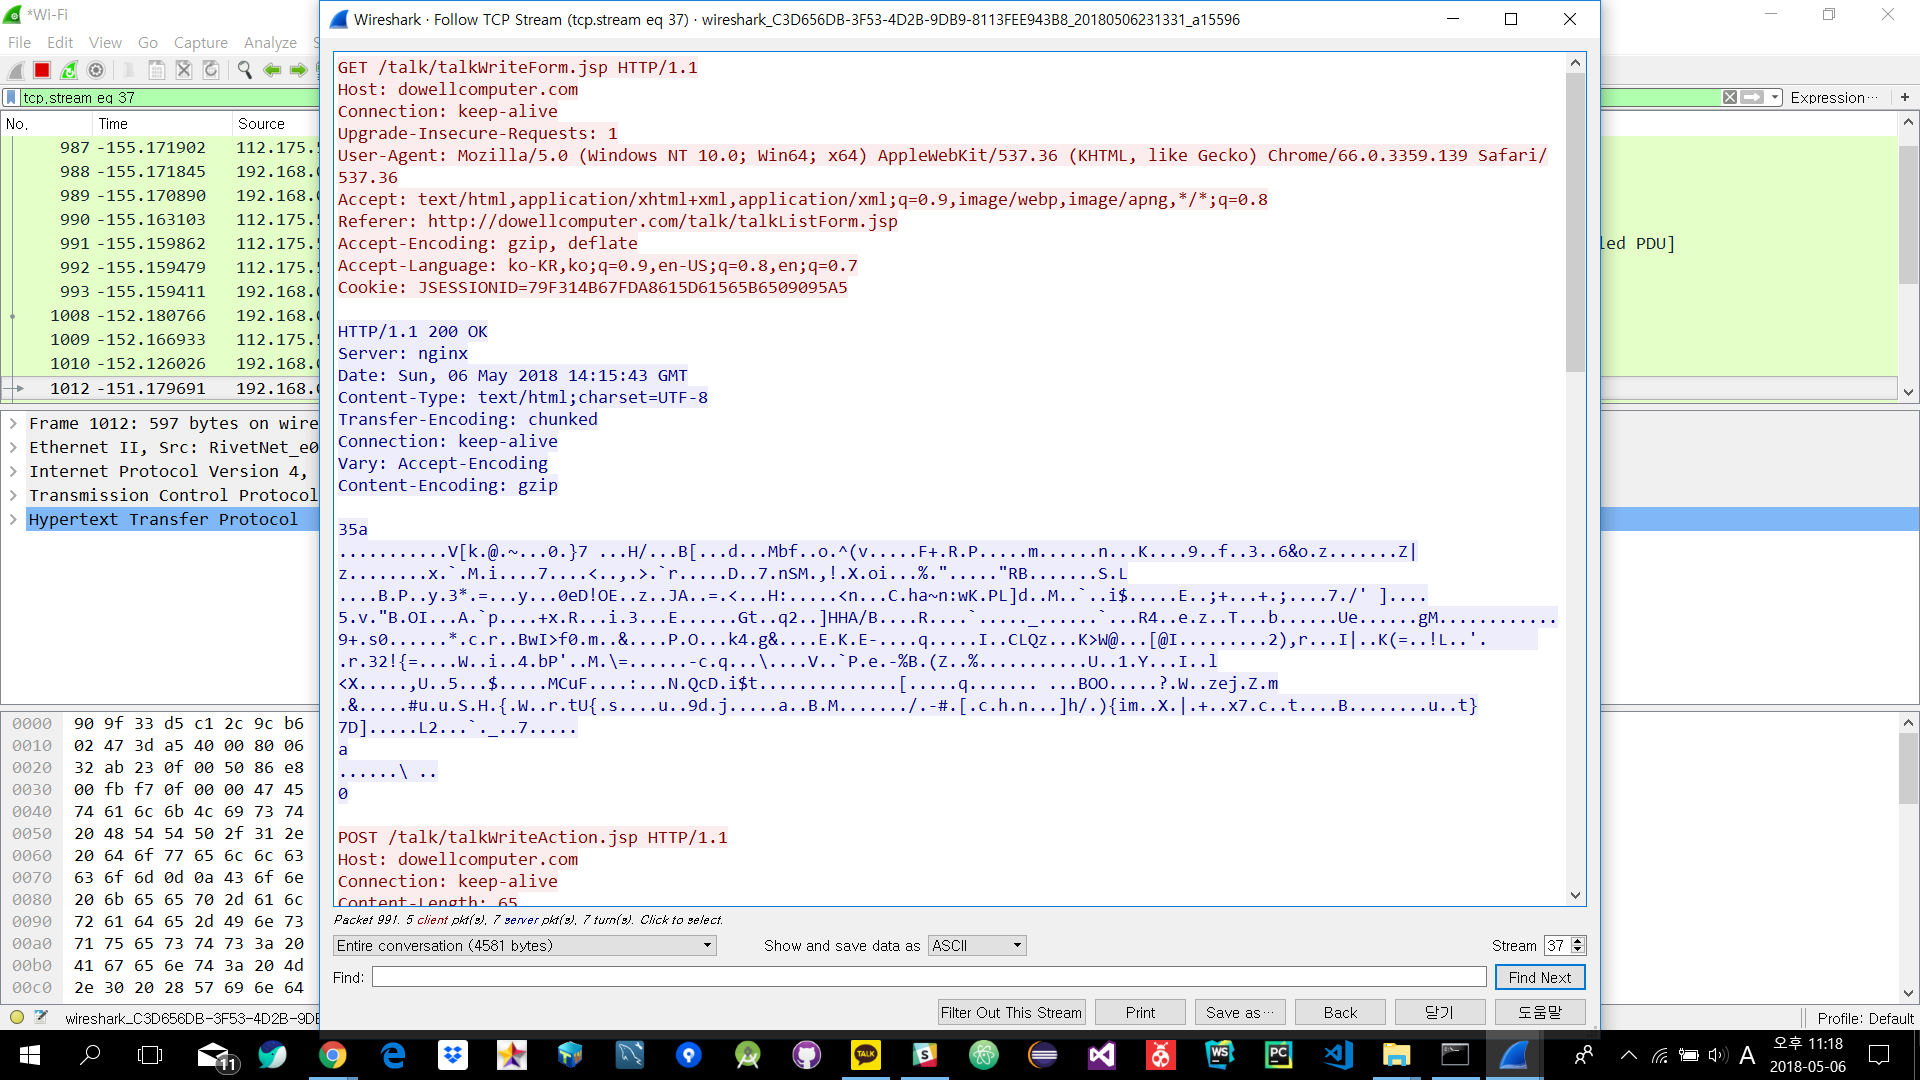 *Wi-Fi
File Edit View Go Capture Analyze
tcp.stream eq 37
Expression…
+
No. Time Source
987 -155.171902 112.175.
988 -155.171845 192.168.
989 -155.170890 192.168.
990 -155.163103 112.175.
991 -155.159862 112.175.
992 -155.159479 192.168.
993 -155.159411 192.168.
1008 -152.180766 192.168.
1009 -152.166933 112.175.
1010 -152.126026 192.168.
1012 -151.179691 192.168.
led PDU]
Frame 1012: 597 bytes on wire
Ethernet II, Src: RivetNet_e0
Internet Protocol Version 4,
Transmission Control Protocol
Hypertext Transfer Protocol
0000 90 9f 33 d5 c1 2c 9c b6
0010 02 47 3d a5 40 00 80 06
0020 32 ab 23 0f 00 50 86 e8
0030 00 fb f7 0f 00 00 47 45
0040 74 61 6c 6b 4c 69 73 74
0050 20 48 54 54 50 2f 31 2e
0060 20 64 6f 77 65 6c 6c 63
0070 63 6f 6d 0d 0a 43 6f 6e
0080 20 6b 65 65 70 2d 61 6c
0090 72 61 64 65 2d 49 6e 73
00a0 71 75 65 73 74 73 3a 20
00b0 41 67 65 6e 74 3a 20 4d
00c0 2e 30 20 28 57 69 6e 64
wireshark_C3D656DB-3F53-4D2B-9DB
Profile: Default
Wireshark · Follow TCP Stream (tcp.stream eq 37) · wireshark_C3D656DB-3F53-4D2B-9DB9-8113FEE943B8_20180506231331_a15596
GET /talk/talkWriteForm.jsp HTTP/1.1
Host: dowellcomputer.com
Connection: keep-alive
Upgrade-Insecure-Requests: 1
User-Agent: Mozilla/5.0 (Windows NT 10.0; Win64; x64) AppleWebKit/537.36 (KHTML, like Gecko) Chrome/66.0.3359.139 Safari/
537.36
Accept: text/html,application/xhtml+xml,application/xml;q=0.9,image/webp,image/apng,*/*;q=0.8
Referer: http://dowellcomputer.com/talk/talkListForm.jsp
Accept-Encoding: gzip, deflate
Accept-Language: ko-KR,ko;q=0.9,en-US;q=0.8,en;q=0.7
Cookie: JSESSIONID=79F314B67FDA8615D61565B6509095A5
HTTP/1.1 200 OK
Server: nginx
Date: Sun, 06 May 2018 14:15:43 GMT
Content-Type: text/html;charset=UTF-8
Transfer-Encoding: chunked
Connection: keep-alive
Vary: Accept-Encoding
Content-Encoding: gzip
35a
...........V[k.@.~...0.}7 ...H/...B[...d...Mbf..o.^(v.....F+.R.P.....m......n...K....9..f..3..6&o.z.......Z|
z........x.`.M.i....7....<..,.>.`r.....D..7.nSM.,!.X.oi...%."....."RB.......S.L
....B.P..y.3*.=...y...0eD!OE..z..JA..=.<...H:.....<n...C.ha~n:wK.PL]d..M..`..i$.....E..;+...+.;....7./' ]....
5.v."B.OI...A.`p....+x.R...i.3...E......Gt..q2..]HHA/B....R....`....._......`...R4..e.z..T...b......Ue......gM............
9+.s0......*.c.r..BwI>f0.m..&....P.O...k4.g&....E.K.E-....q.....I..CLQz...K>W@...[@I.........2),r...I|..K(=..!L..'.
.r.32!{=....W..i..4.bP'..M.\=......-c.q...\....V..`P.e.-%B.(Z..%...........U..1.Y...I..l
<X.....,U..5...$.....MCuF....:...N.QcD.i$t..............[.....q....... ...BOO.....?.W..zej.Z.m
.&.....#u.u.S.H.{.W..r.tU{.s....u..9d.j.....a..B.M......./.-#.[.c.h.n...]h/.){im..X.|.+..x7.c..t....B........u..t}
7D].....L2...`._..7.....
a
......\ ..
0
POST /talk/talkWriteAction.jsp HTTP/1.1
Host: dowellcomputer.com
Connection: keep-alive
Content-Length: 65
Packet 991. 5 client pkt(s), 7 server pkt(s), 7 turn(s). Click to select.
Entire conversation (4581 bytes)
Show and save data as ASCII
Stream 37
Find:
Find Next
Filter Out This Stream
Print
Save as…
Back
닫기
도움말
11
TALK
WS
PC
A
오후 11:18
2018-05-06